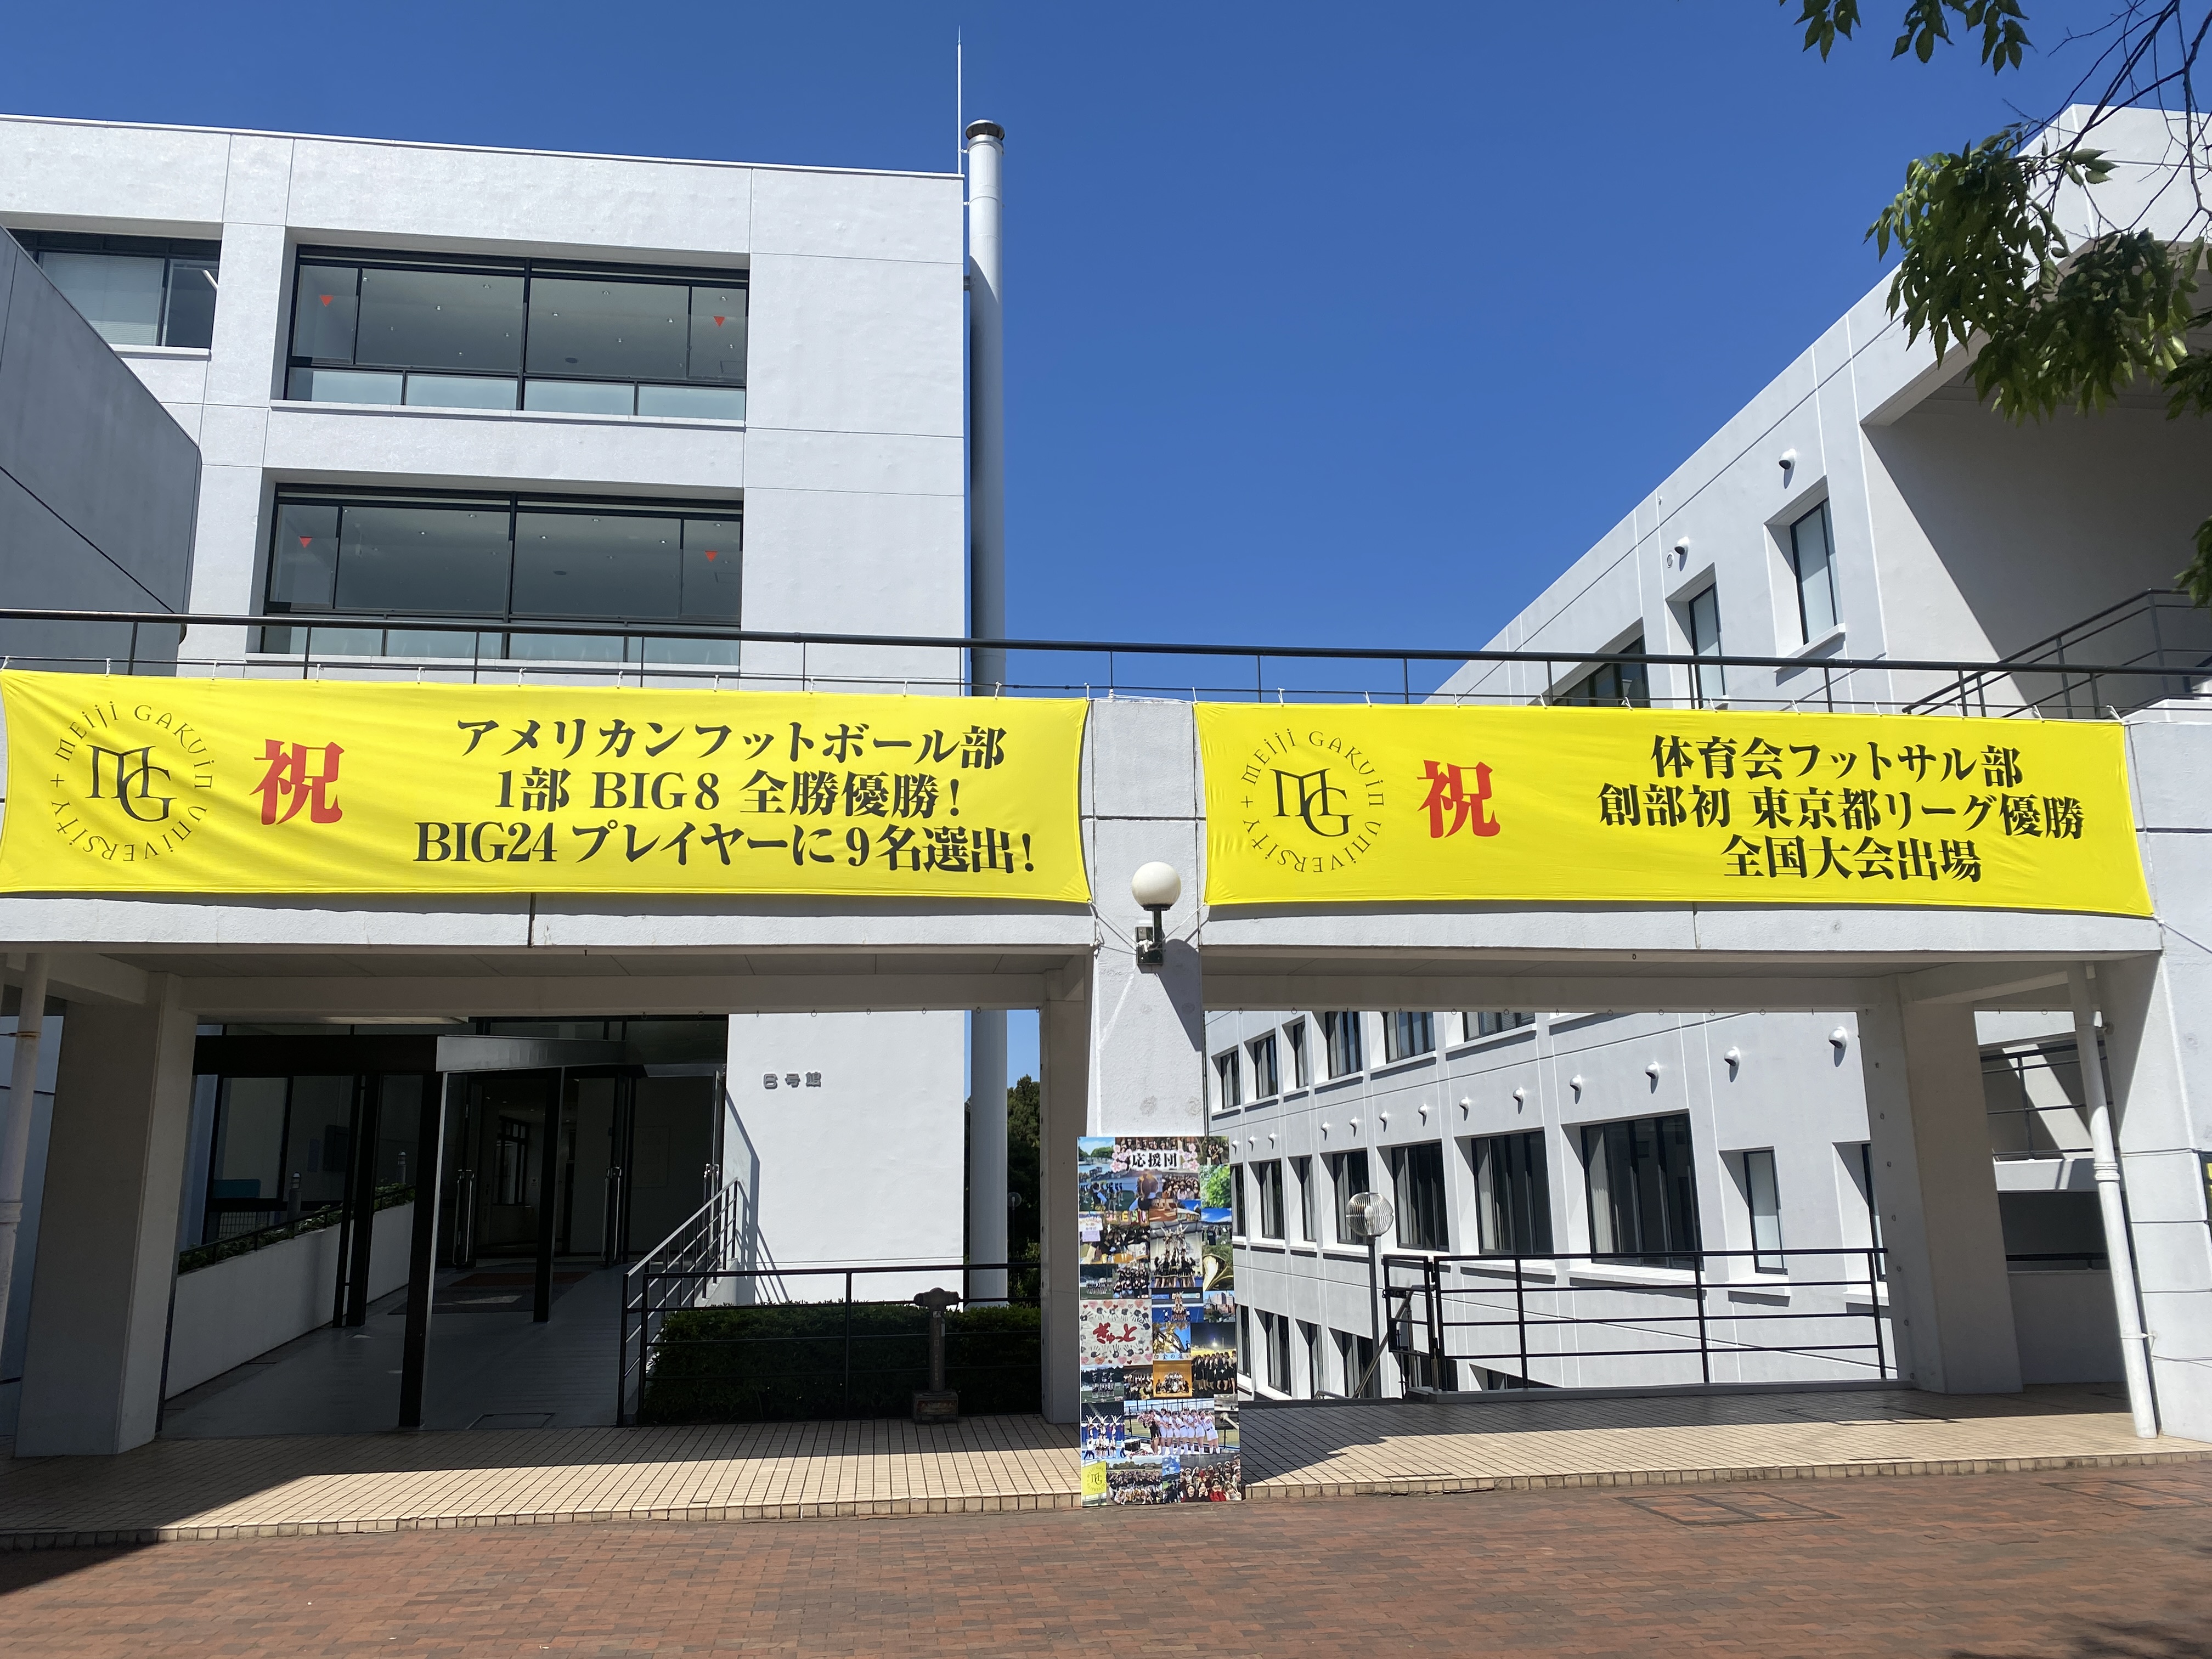 MEIJI GAKUIN UNIVERSITY
MG
祝
アメリカンフットボール部
1部 BIG8 全勝優勝!
BIG24 プレイヤーに9名選出!
MEIJI GAKUIN UNIVERSITY
MG
祝
体育会フットサル部
創部初 東京都リーグ優勝
全国大会出場
6号館
応援団